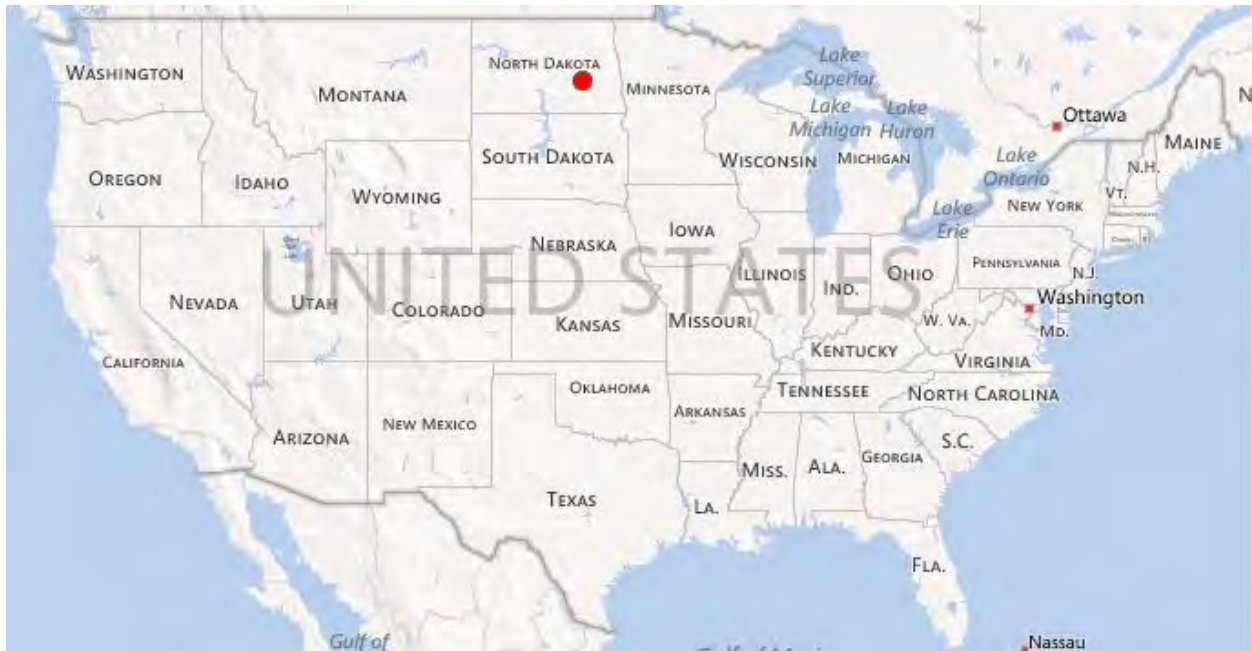 WASHINGTON
MONTANA
NORTH DAKOTA
MINNESOTA
Lake
Superior
Lake
Michigan
Lake
Huron
Ottawa
N
MAINE
OREGON
IDAHO
WYOMING
SOUTH DAKOTA
WISCONSIN
MICHIGAN
Lake
Ontario
N.H.
VT.
NEW YORK
Lake
Erie
NEBRASKA
IOWA
UNITED STATES
NEVADA
UTAH
COLORADO
KANSAS
MISSOURI
ILLINOIS
IND.
OHIO
PENNSYLVANIA
N.J.
Washington
W. VA.
MD.
CALIFORNIA
KENTUCKY
VIRGINIA
OKLAHOMA
TENNESSEE
NORTH CAROLINA
ARIZONA
NEW MEXICO
ARKANSAS
S.C.
TEXAS
MISS.
ALA.
GEORGIA
LA.
FLA.
Gulf of
Nassau